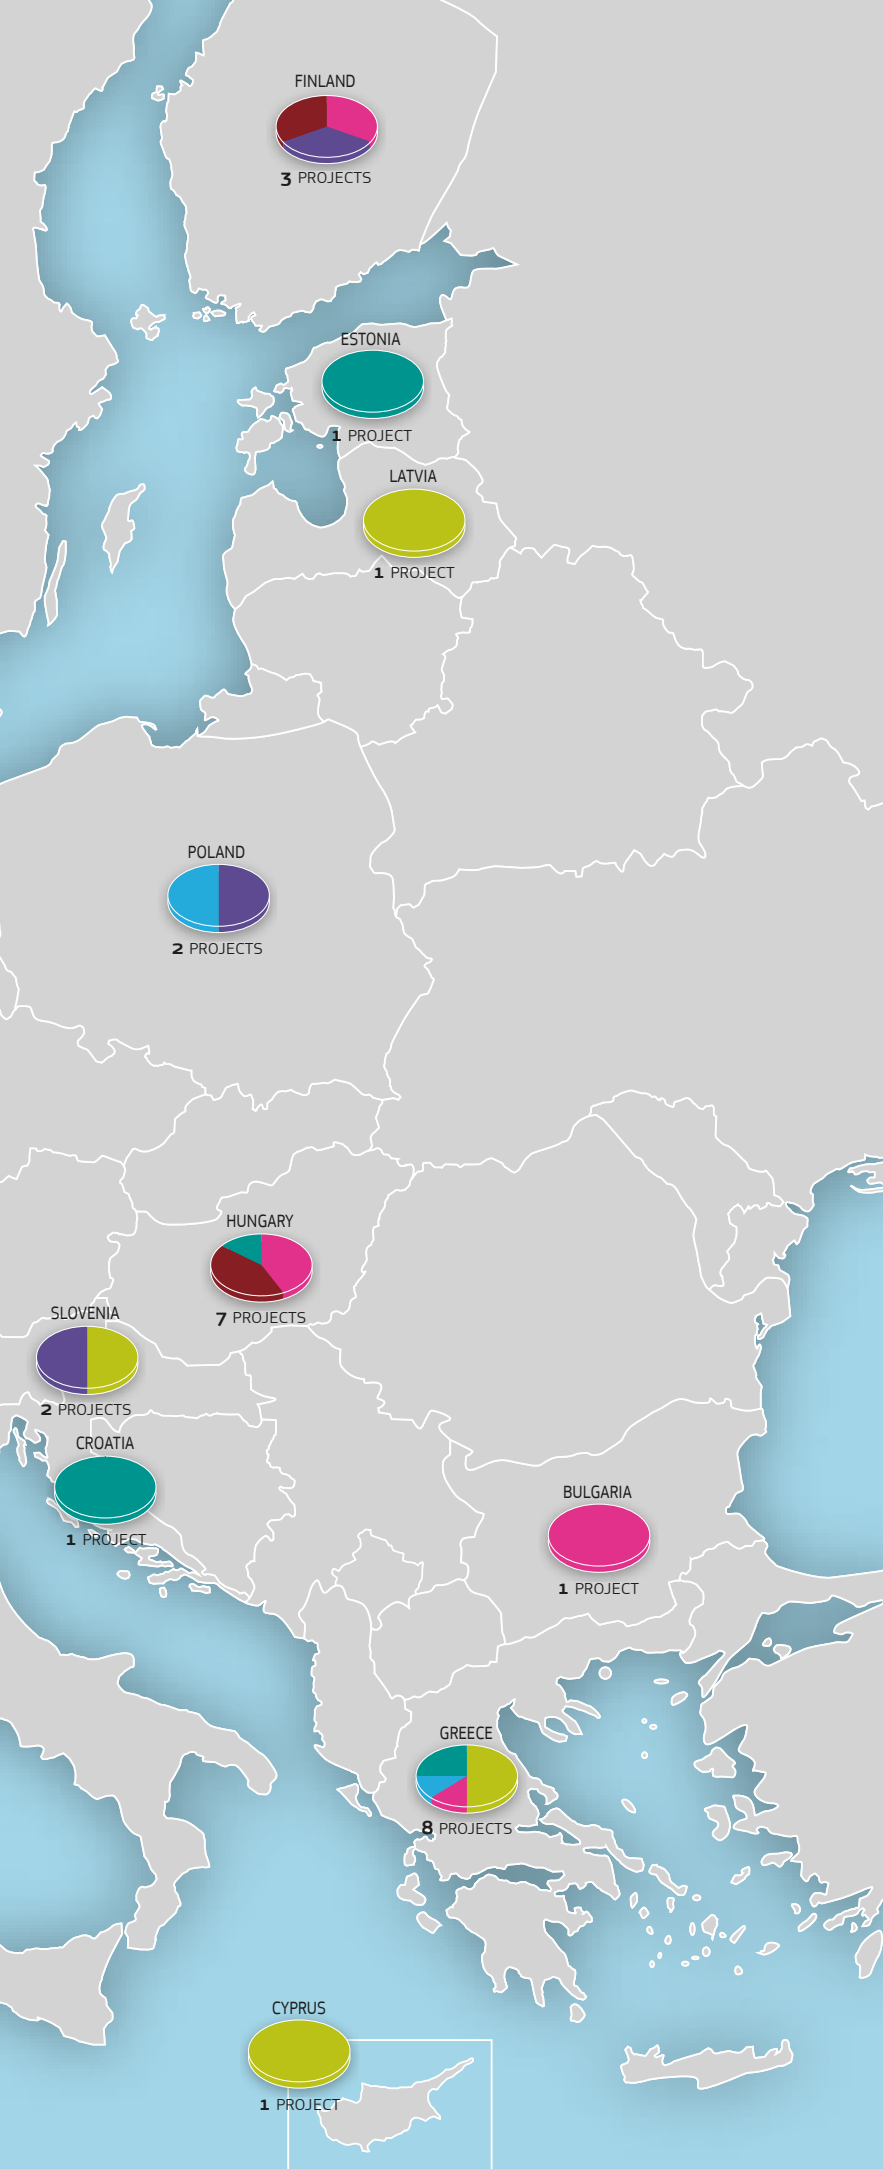 FINLAND
3 PROJECTS
ESTONIA
1 PROJECT
LATVIA
1 PROJECT
POLAND
2 PROJECTS
HUNGARY
7 PROJECTS
SLOVENIA
2 PROJECTS
CROATIA
1 PROJECT
BULGARIA
1 PROJECT
GREECE
8 PROJECTS
CYPRUS
1 PROJECT